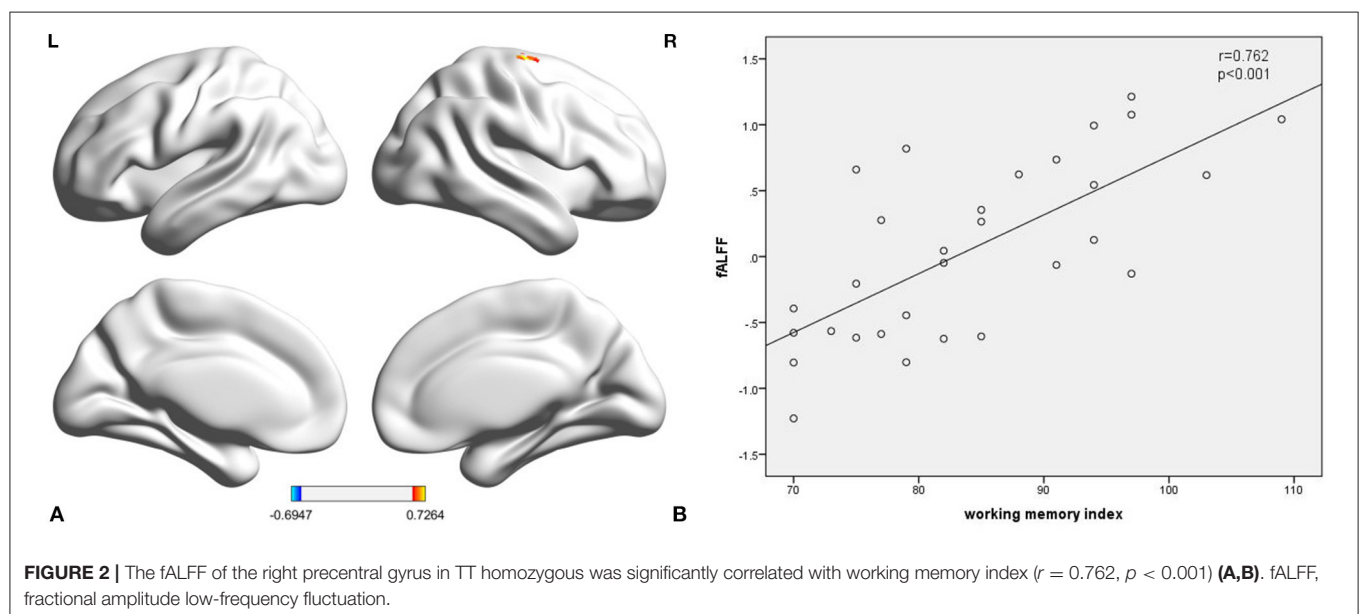 L
R
-0.6947
0.7264
A
r=0.762
p<0.001
1.5
1.0
.5
.0
-.5
-1.0
-1.5
fALFF
70
80
90
100
110
working memory index
B
FIGURE 2 | The fALFF of the right precentral gyrus in TT homozygous was significantly correlated with working memory index (r = 0.762, p < 0.001) (A,B). fALFF,
fractional amplitude low-frequency fluctuation.